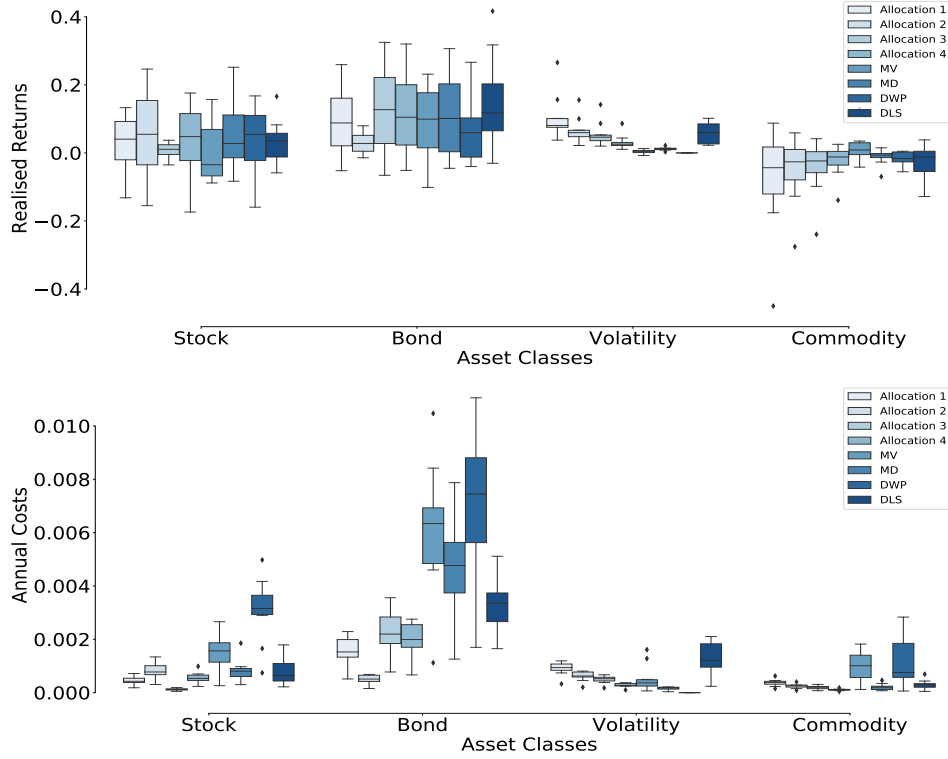 0.4
0.2
0.0
−0.2
−0.4
Realised Returns
Stock
Bond
Volatility
Commodity
Asset Classes
Allocation 1
Allocation 2
Allocation 3
Allocation 4
MV
MD
DWP
DLS
0.010
0.008
0.006
0.004
0.002
0.000
Annual Costs
Stock
Bond
Volatility
Commodity
Asset Classes
Allocation 1
Allocation 2
Allocation 3
Allocation 4
MV
MD
DWP
DLS